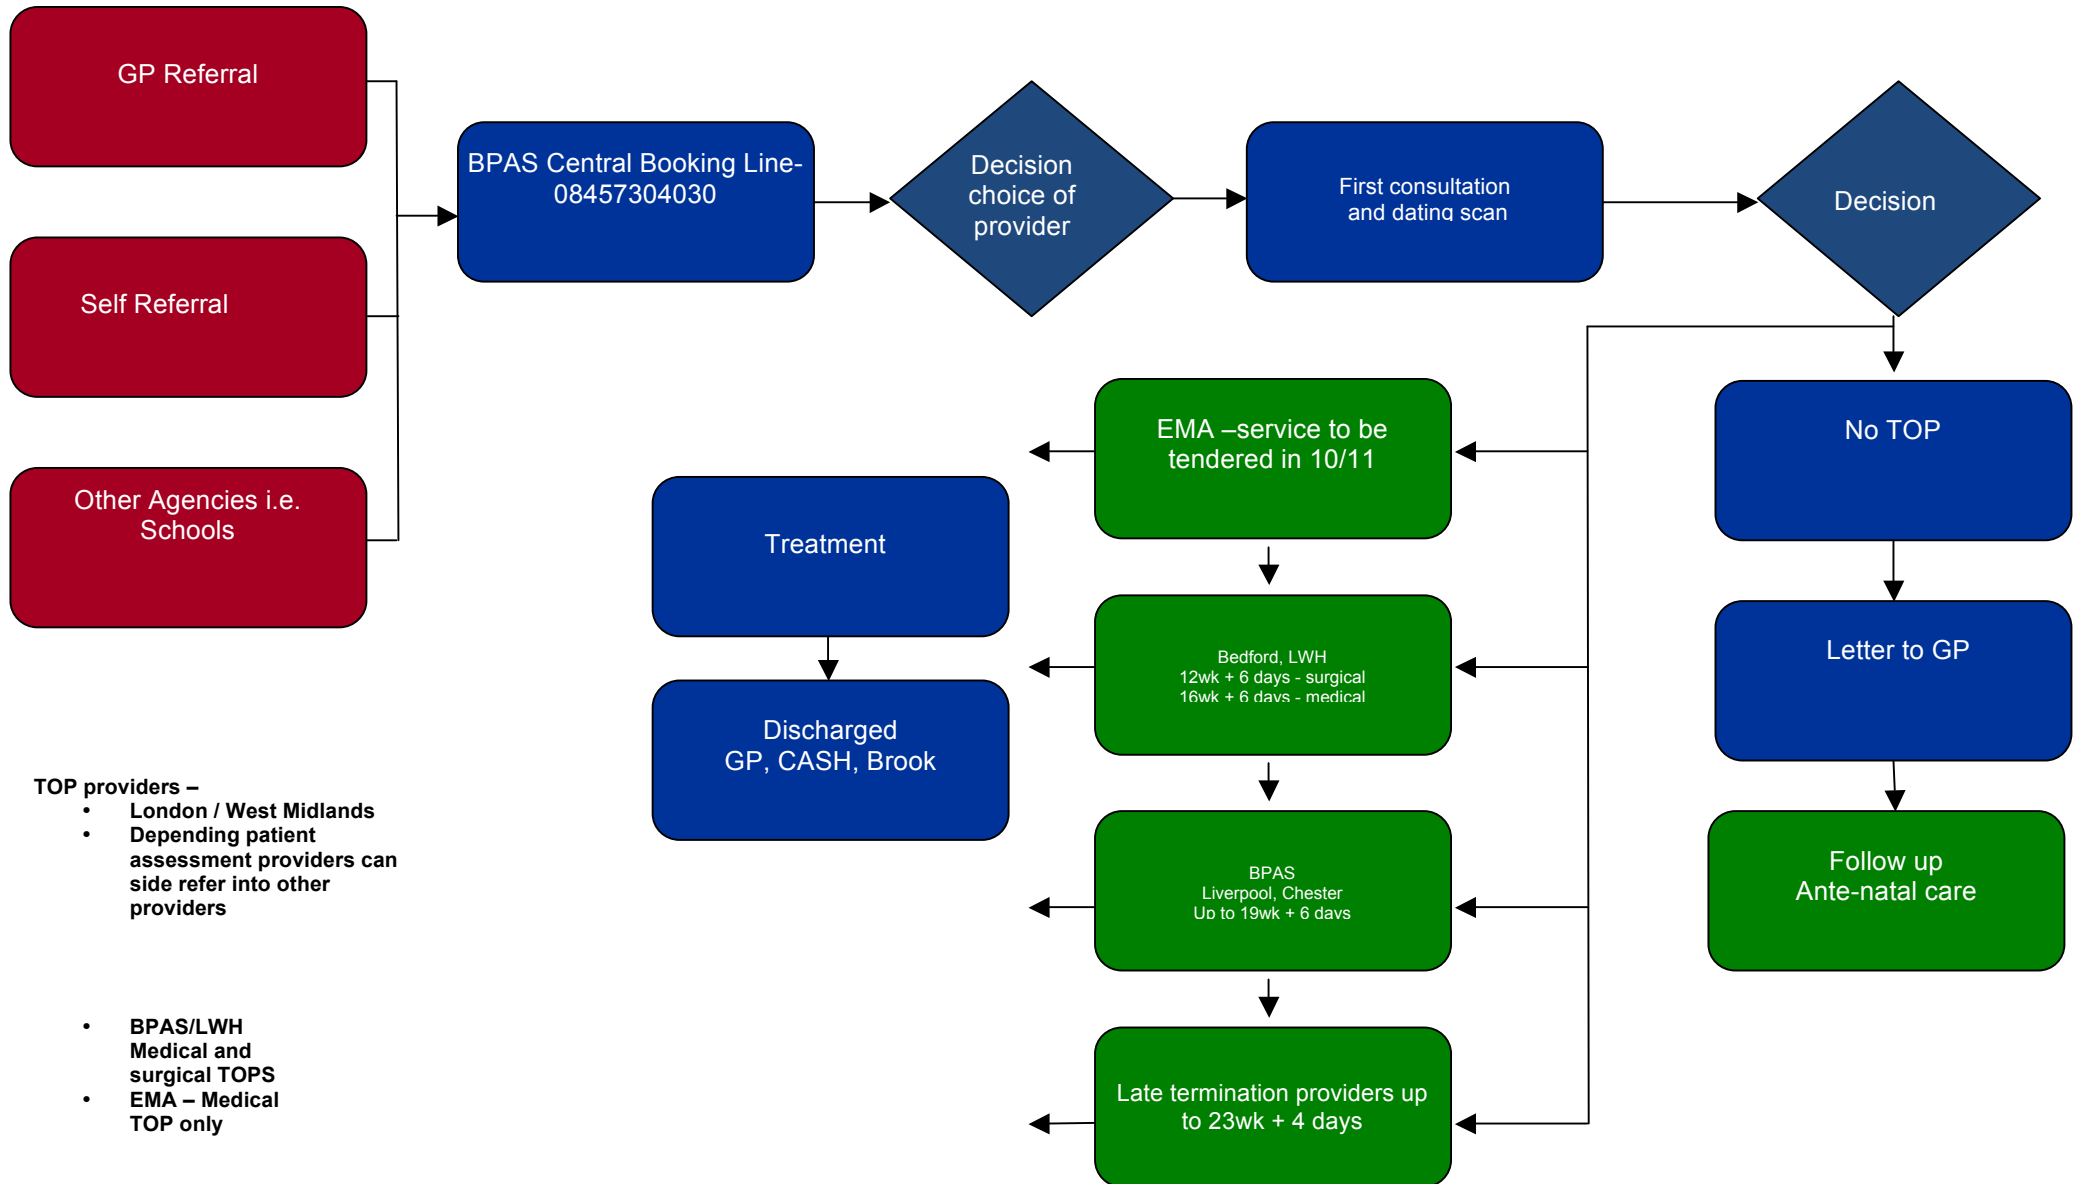 GP Referral
Self Referral
Other Agencies i.e.
Schools
BPAS Central Booking Line-
08457304030
Decision
choice of
provider
First consultation
and dating scan
Decision
EMA –service to be
tendered in 10/11
Bedford, LWH
12wk + 6 days - surgical
16wk + 6 days - medical
BPAS
Liverpool, Chester
Up to 19wk + 6 days
Late termination providers up
to 23wk + 4 days
No TOP
Letter to GP
Follow up
Ante-natal care
Treatment
Discharged
GP, CASH, Brook
TOP providers –
• London / West Midlands
• Depending patient
assessment providers can
side refer into other
providers
• BPAS/LWH
Medical and
surgical TOPS
• EMA – Medical
TOP only